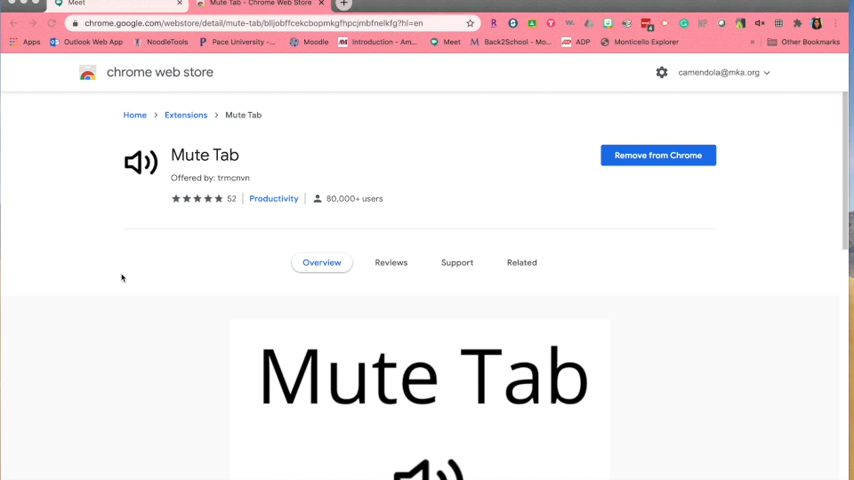 Meet
Mute Tab - Chrome Web Store
chrome.google.com/webstore/detail/mute-tab/blljobffcekcbopmkgfhpcjmbfnelkfg?hl=en
Apps Outlook Web App NoodleTools Pace University - ... Moodle Introduction - Am... Meet Back2School - Mo... ADP Monticello Explorer » Other Bookmarks
chrome web store
camendola@mka.org
Home > Extensions > Mute Tab
Mute Tab
Remove from Chrome
Offered by: trmcnvn
52 | Productivity | 80,000+ users
Overview Reviews Support Related
Mute Tab